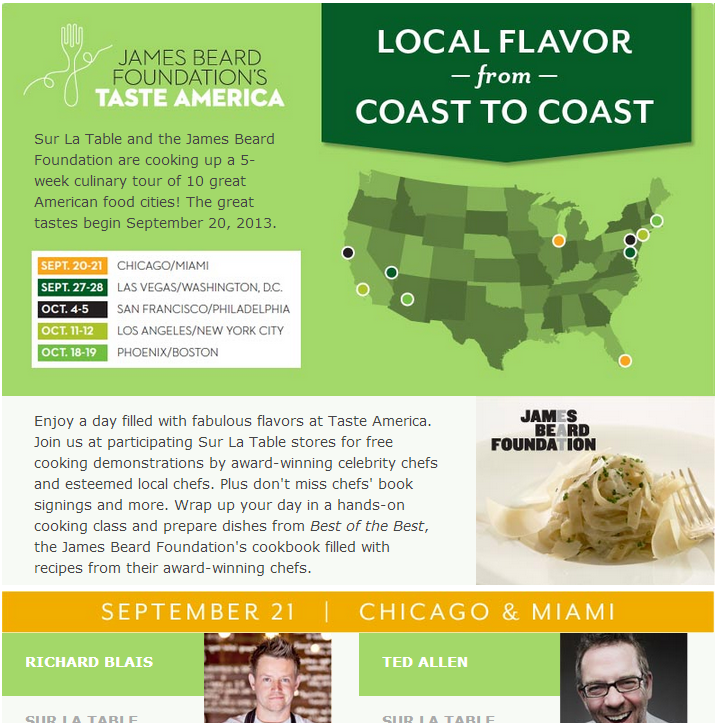 JAMES BEARD
FOUNDATION'S
TASTE AMERICA
LOCAL FLAVOR
— from —
COAST TO COAST
Sur La Table and the James Beard
Foundation are cooking up a 5-
week culinary tour of 10 great
American food cities! The great
tastes begin September 20, 2013.
SEPT. 20-21 CHICAGO/MIAMI
SEPT. 27-28 LAS VEGAS/WASHINGTON, D.C.
OCT. 4-5 SAN FRANCISCO/PHILADELPHIA
OCT. 11-12 LOS ANGELES/NEW YORK CITY
OCT. 18-19 PHOENIX/BOSTON
Enjoy a day filled with fabulous flavors at Taste America.
Join us at participating Sur La Table stores for free
cooking demonstrations by award-winning celebrity chefs
and esteemed local chefs. Plus don't miss chefs' book
signings and more. Wrap up your day in a hands-on
cooking class and prepare dishes from Best of the Best,
the James Beard Foundation's cookbook filled with
recipes from their award-winning chefs.
JAMES
BEARD
FOUNDATION
SEPTEMBER 21 | CHICAGO & MIAMI
RICHARD BLAIS
TED ALLEN
SUR LA TABLE
SUR LA TABLE